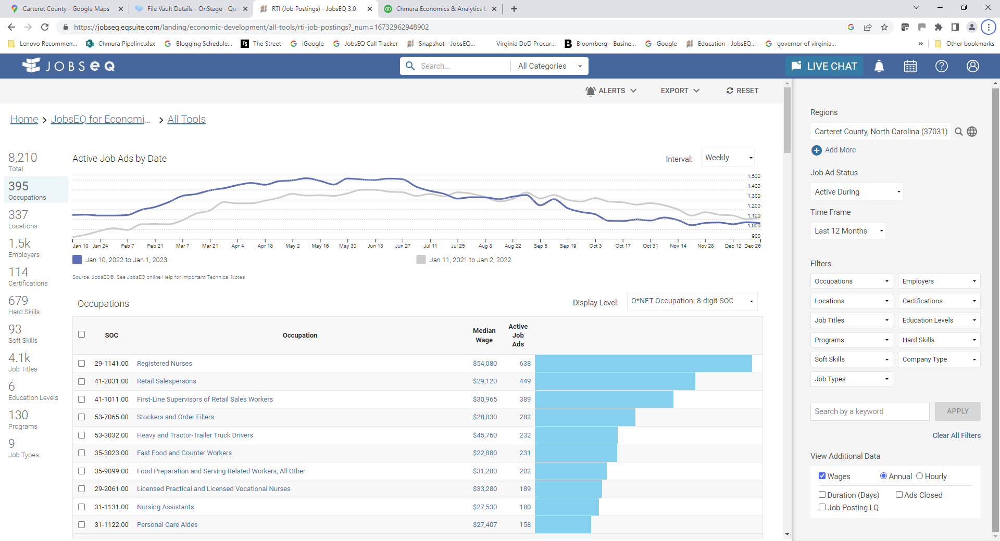 Carteret County - Google Maps
File Vault Details - OnStage - Qui
RTI (Job Postings) - JobsEQ 3.0
Chmura Economics & Analytics L
https://jobseq.eqsuite.com/landing/economic-development/all-tools/rti-job-postings?_num=16732962948902
Lenovo Recommen... Chmura Pipeline.xlsx Blogging Schedule... The Street iGoogle JobsEQ Call Tracker Snapshot - JobsEQ... Virginia DoD Procur... Bloomberg - Busine... Google Education - JobsEQ... governor of virginia... » Other bookmarks
JOBS EQ
Search... All Categories
LIVE CHAT
ALERTS EXPORT RESET
Home > JobsEQ for Economi... > All Tools
8,210
Total
395
Occupations
337
Locations
1.5k
Employers
114
Certifications
679
Hard Skills
93
Soft Skills
4.1k
Job Titles
6
Education Levels
130
Programs
9
Job Types
Active Job Ads by Date
Interval: Weekly
1,500
1,400
1,300
1,200
1,100
1,000
900
Jan 10 Jan 24 Feb 7 Feb 21 Mar 7 Mar 21 Apr 4 Apr 18 May 2 May 16 May 30 Jun 13 Jun 27 Jul 11 Jul 25 Aug 8 Aug 22 Sep 5 Sep 19 Oct 3 Oct 17 Oct 31 Nov 14 Nov 28 Dec 12 Dec 26
Jan 10, 2022 to Jan 1, 2023
Jan 11, 2021 to Jan 2, 2022
Source: JobsEQ®, See JobsEQ online Help for important Technical Notes
Occupations
Display Level: O*NET Occupation: 8-digit SOC
SOC Occupation Median Wage Active Job Ads
29-1141.00 Registered Nurses $54,080 638
41-2031.00 Retail Salespersons $29,120 449
41-1011.00 First-Line Supervisors of Retail Sales Workers $30,965 389
53-7065.00 Stockers and Order Fillers $28,830 282
53-3032.00 Heavy and Tractor-Trailer Truck Drivers $45,760 232
35-3023.00 Fast Food and Counter Workers $22,880 231
35-9099.00 Food Preparation and Serving Related Workers, All Other $31,200 202
29-2061.00 Licensed Practical and Licensed Vocational Nurses $33,280 189
31-1131.00 Nursing Assistants $27,530 180
31-1122.00 Personal Care Aides $27,407 158
Regions
Carteret County, North Carolina (37031)
Add More
Job Ad Status
Active During
Time Frame
Last 12 Months
Filters
Occupations Employers
Locations Certifications
Job Titles Education Levels
Programs Hard Skills
Soft Skills Company Type
Job Types
Search by a keyword APPLY
Clear All Filters
View Additional Data
Wages Annual Hourly
Duration (Days) Ads Closed
Job Posting LQ